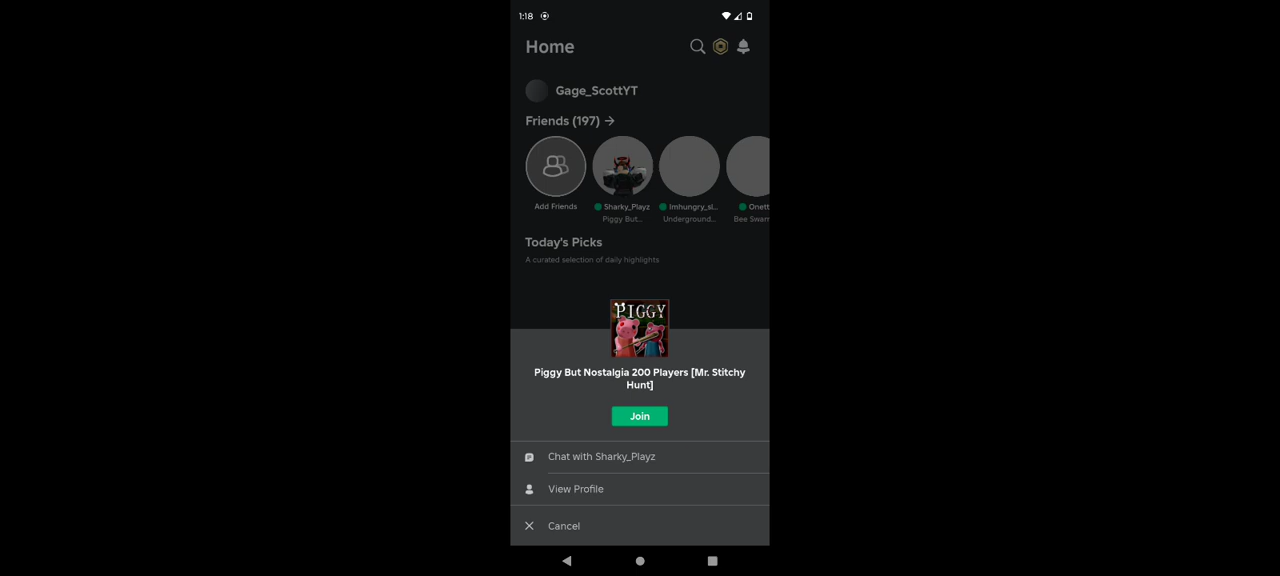 1:18
Home
Gage_ScottYT
Friends (197)
Add Friends
Sharky_Playz
Piggy But...
Imhungry_sl...
Underground...
Onett
Bee Swarm
Today's Picks
A curated selection of daily highlights
PIGGY
Piggy But Nostalgia 200 Players [Mr. Stitchy
Hunt]
Join
Chat with Sharky_Playz
View Profile
Cancel